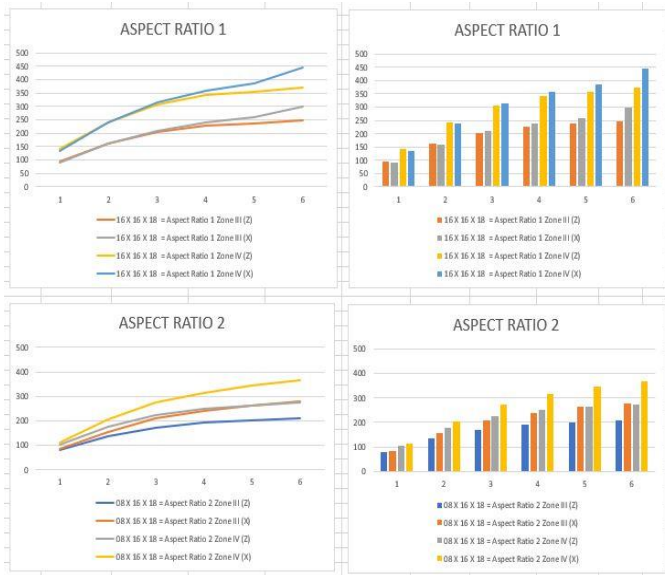 ASPECT RATIO 1
500
450
400
350
300
250
200
150
100
50
0
1 2 3 4 5 6
16 X 16 X 18 = Aspect Ratio 1 Zone III (Z)
16 X 16 X 18 = Aspect Ratio 1 Zone III (X)
16 X 16 X 18 = Aspect Ratio 1 Zone IV (Z)
16 X 16 X 18 = Aspect Ratio 1 Zone IV (X)
ASPECT RATIO 1
500
450
400
350
300
250
200
150
100
50
0
1 2 3 4 5 6
16 X 16 X 18 = Aspect Ratio 1 Zone III (Z)
16 X 16 X 18 = Aspect Ratio 1 Zone III (X)
16 X 16 X 18 = Aspect Ratio 1 Zone IV (Z)
16 X 16 X 18 = Aspect Ratio 1 Zone IV (X)
ASPECT RATIO 2
500
400
300
200
100
0
1 2 3 4 5 6
08 X 16 X 18 = Aspect Ratio 2 Zone III (Z)
08 X 16 X 18 = Aspect Ratio 2 Zone III (X)
08 X 16 X 18 = Aspect Ratio 2 Zone IV (Z)
08 X 16 X 18 = Aspect Ratio 2 Zone IV (X)
ASPECT RATIO 2
500
400
300
200
100
0
1 2 3 4 5 6
08 X 16 X 18 = Aspect Ratio 2 Zone III (Z)
08 X 16 X 18 = Aspect Ratio 2 Zone III (X)
08 X 16 X 18 = Aspect Ratio 2 Zone IV (Z)
08 X 16 X 18 = Aspect Ratio 2 Zone IV (X)